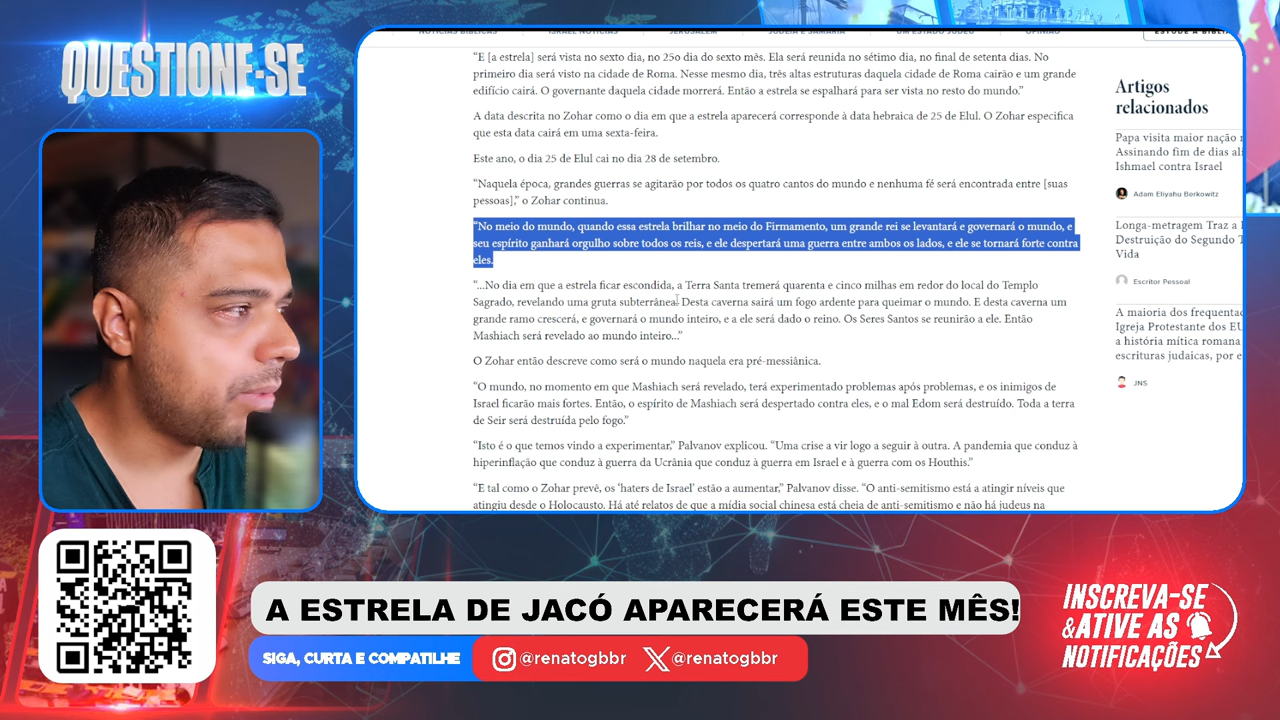 QUESTIONE-SE
NOTÍCIAS BÍBLICAS
ISRAEL NOTÍCIAS
JERUSALÉM
JUDEIA E SAMARIA
UM ESTADO JUDEU
OPINIÃO
“E [a estrela] será vista no sexto dia, no 25o dia do sexto mês. Ela será reunida no sétimo dia, no final de setenta dias. No
primeiro dia será visto na cidade de Roma. Nesse mesmo dia, três altas estruturas daquela cidade de Roma cairão e um grande
edifício cairá. O governante daquela cidade morrerá. Então a estrela se espalhará para ser vista no resto do mundo.”
A data descrita no Zohar como o dia em que a estrela aparecerá corresponde à data hebraica de 25 de Elul. O Zohar especifica
que esta data cairá em uma sexta-feira.
Este ano, o dia 25 de Elul cai no dia 28 de setembro.
“Naquela época, grandes guerras se agitarão por todos os quatro cantos do mundo e nenhuma fé será encontrada entre [suas
pessoas],” o Zohar continua.
“No meio do mundo, quando essa estrela brilhar no meio do Firmamento, um grande rei se levantará e governará o mundo, e
seu espírito ganhará orgulho sobre todos os reis, e ele despertará uma guerra entre ambos os lados, e ele se tornará forte contra
eles.
“...No dia em que a estrela ficar escondida, a Terra Santa tremerá quarenta e cinco milhas em redor do local do Templo
Sagrado, revelando uma gruta subterrânea. Desta caverna sairá um fogo ardente para queimar o mundo. E desta caverna um
grande ramo crescerá, e governará o mundo inteiro, e a ele será dado o reino. Os Seres Santos se reunirão a ele. Então
Mashiach será revelado ao mundo inteiro...”
O Zohar então descreve como será o mundo naquela era pré-messiânica.
“O mundo, no momento em que Mashiach será revelado, terá experimentado problemas após problemas, e os inimigos de
Israel ficarão mais fortes. Então, o espírito de Mashiach será despertado contra eles, e o mal Edom será destruído. Toda a terra
de Seir será destruída pelo fogo.”
“Isto é o que temos vindo a experimentar,” Palvanov explicou. “Uma crise a vir logo a seguir à outra. A pandemia que conduz à
hiperinflação que conduz à guerra da Ucrânia que conduz à guerra em Israel e à guerra com os Houthis.”
“E tal como o Zohar prevê, os ‘haters de Israel’ estão a aumentar,” Palvanov disse. “O anti-semitismo está a atingir níveis que
atingiu desde o Holocausto. Há até relatos de que a mídia social chinesa está cheia de anti-semitismo e não há judeus na
ESTUDE A
Artigos
relacionados
Papa visita maior nação
Assinando fim de dias
Ishmael contra Israel
Adam Eliyahu Berkowitz
Longa-metragem Traz a
Destruição do Segundo T
Vida
Escritor Pessoal
A maioria dos
Igreja Protestante dos EU
a história mítica romana
escrituras judaicas, por e
JNS
A ESTRELA DE JACÓ APARECERÁ ESTE MÊS!
SIGA, CURTA E COMPATILHE
@renatogbbr
@renatogbbr
INSCREVA-SE
&ATIVE AS
NOTIFICAÇÕES